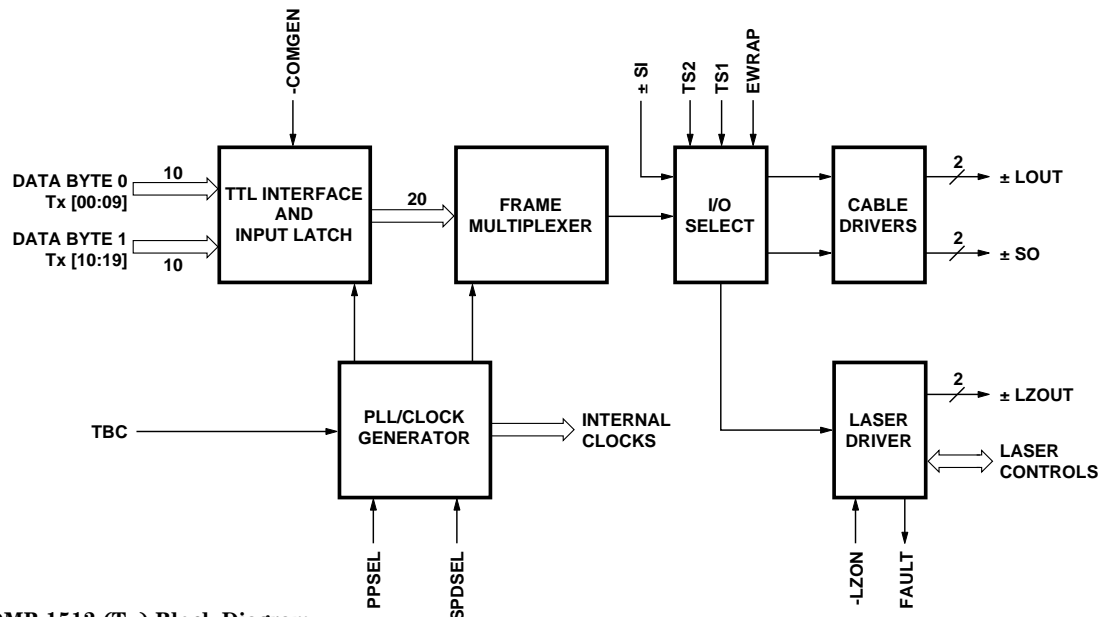 -COMGEN
± SI
TS2
TS1
EWRAP
DATA BYTE 0
Tx [00:09]
10
DATA BYTE 1
Tx [10:19]
10
TTL INTERFACE
AND
INPUT LATCH
20
FRAME
MULTIPLEXER
I/O
SELECT
CABLE
DRIVERS
2
± LOUT
2
± SO
TBC
PLL/CLOCK
GENERATOR
INTERNAL
CLOCKS
LASER
DRIVER
2
± LZOUT
LASER
CONTROLS
PPSEL
SPDSEL
-LZON
FAULT